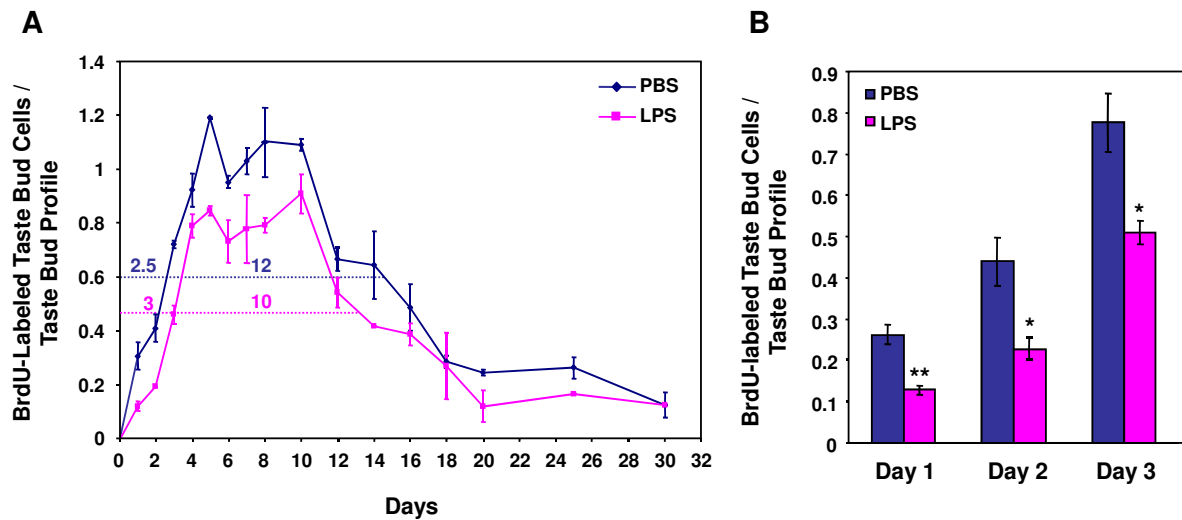 A
BrdU-Labeled Taste Bud Cells /
Taste Bud Profile
1.4
1.2
1
0.8
0.6
0.4
0.2
0
PBS
LPS
2.5
12
3
10
0 2 4 6 8 10 12 14 16 18 20 22 24 26 28 30 32
Days
B
BrdU-labeled Taste Bud Cells /
Taste Bud Profile
0.9
0.8
0.7
0.6
0.5
0.4
0.3
0.2
0.1
0
PBS
LPS
**
*
*
Day 1 Day 2 Day 3